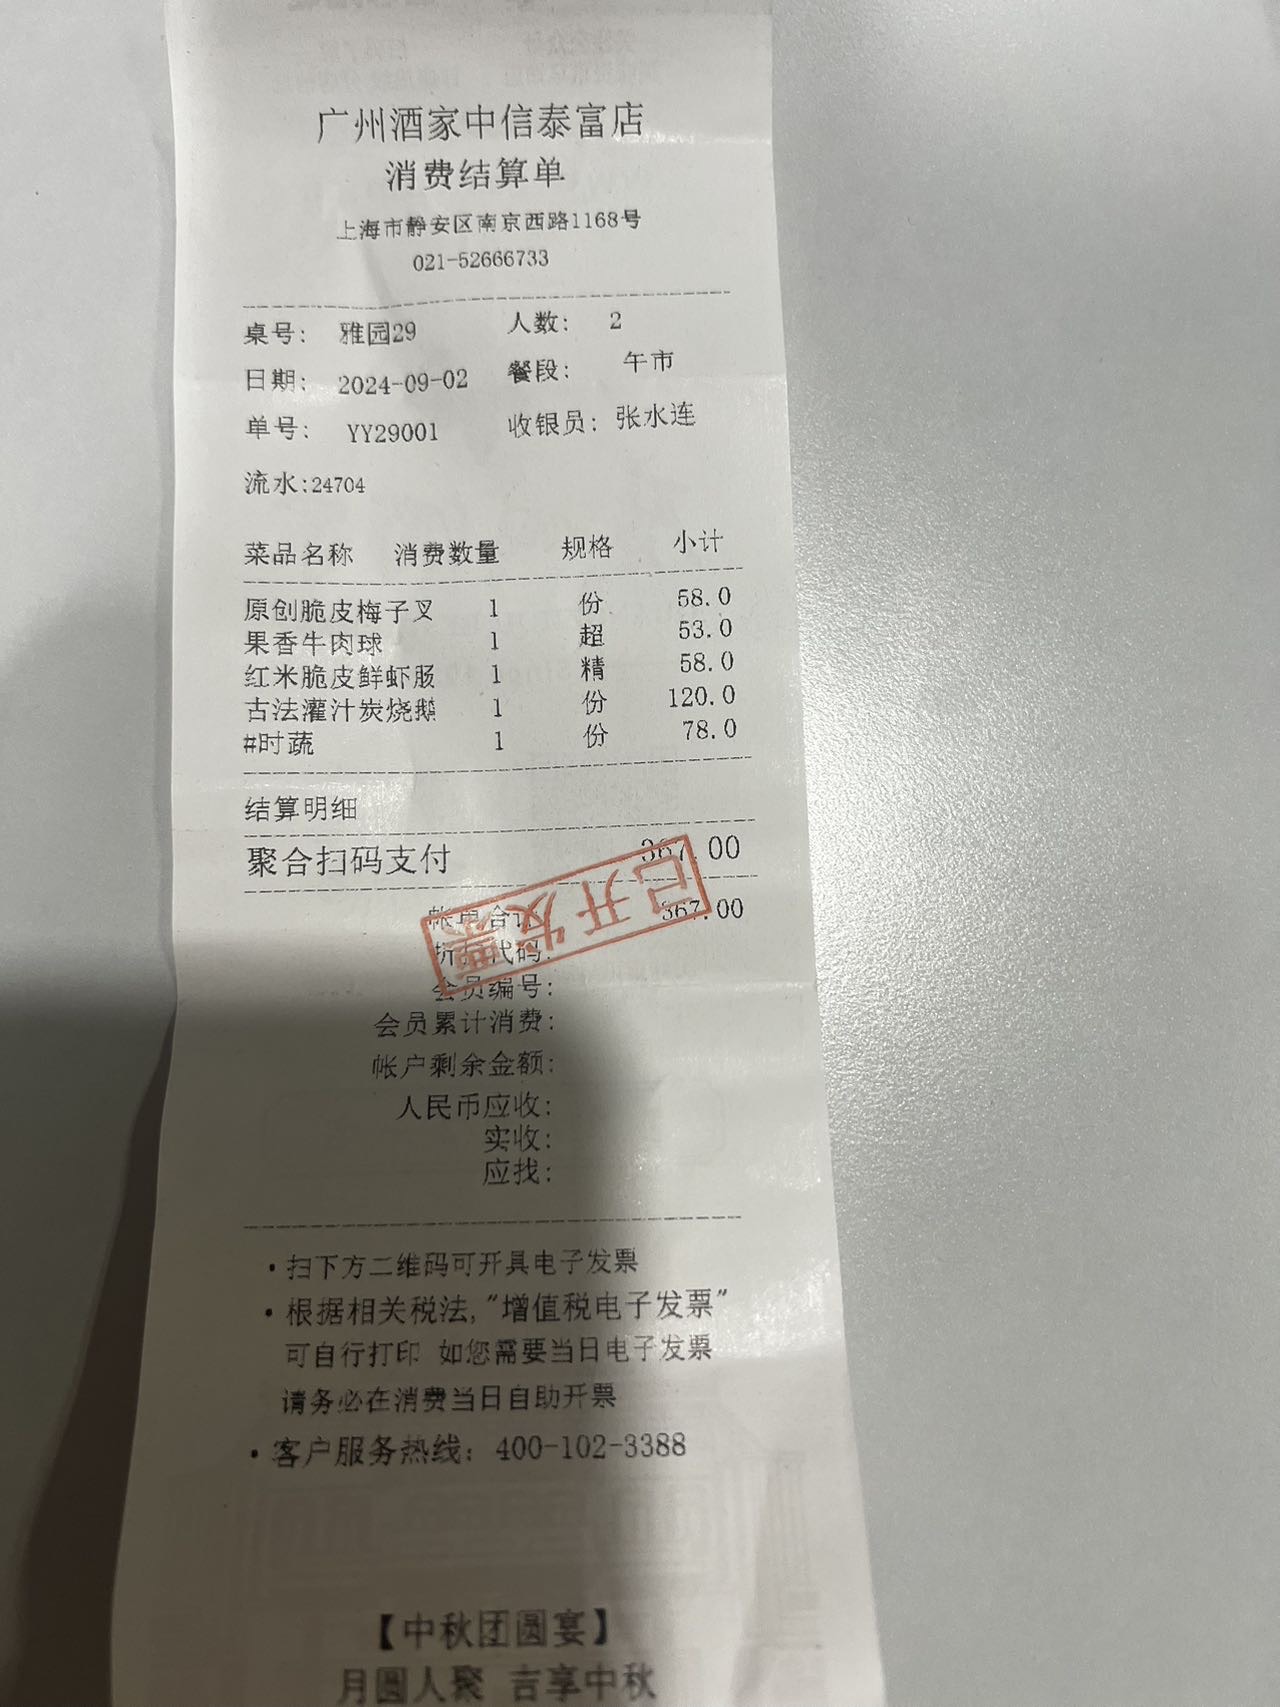 广州酒家中信泰富店
消费结算单
上海市静安区南京西路1168号
021-52666733
桌号: 雅园29 人数: 2
日期: 2024-09-02 餐段: 午市
单号: YY29001 收银员: 张水连
流水:24704
菜品名称 消费数量 规格 小计
原创脆皮梅子叉 1 份 58.0
果香牛肉球 1 超 53.0
红米脆皮鲜虾肠 1 精 58.0
古法灌汁炭烧鹅 1 份 120.0
#时蔬 1 份 78.0
结算明细
聚合扫码支付 367.00
帐单合计 367.00
已开发票
折扣代码:
会员编号:
会员累计消费:
帐户剩余金额:
人民币应收:
实收:
应找:
·扫下方二维码可开具电子发票
·根据相关税法,"增值税电子发票"
可自行打印 如您需要当日电子发票
请务必在消费当日自助开票
·客户服务热线: 400-102-3388
【中秋团圆宴】
月圆人聚 吉享中秋